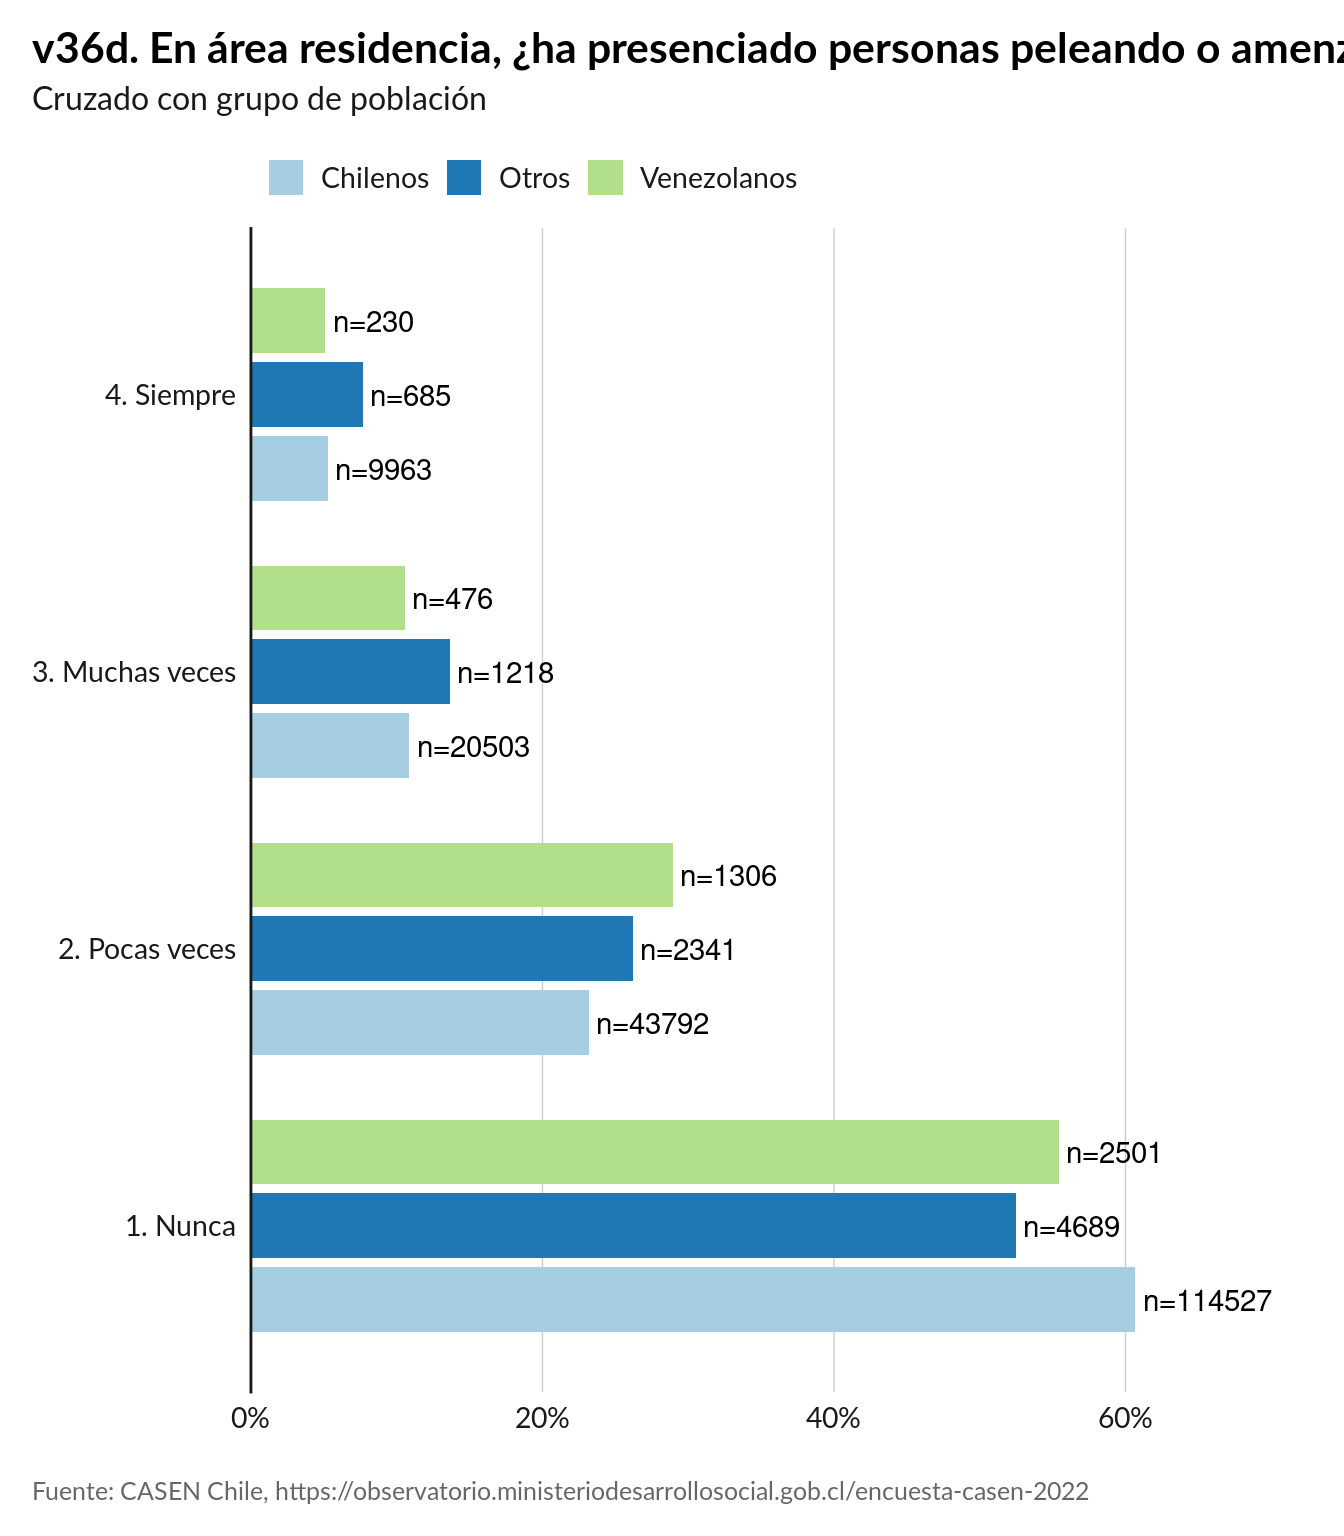 v36d. En área residencia, ¿ha presenciado personas peleando o amenz
Cruzado con grupo de población
Chilenos Otros Venezolanos
n=230
4. Siempre n=685
n=9963
n=476
3. Muchas veces n=1218
n=20503
n=1306
2. Pocas veces n=2341
n=43792
n=2501
1. Nunca n=4689
n=114527
0% 20% 40% 60%
Fuente: CASEN Chile, https://observatorio.ministeriodesarrollosocial.gob.cl/encuesta-casen-2022